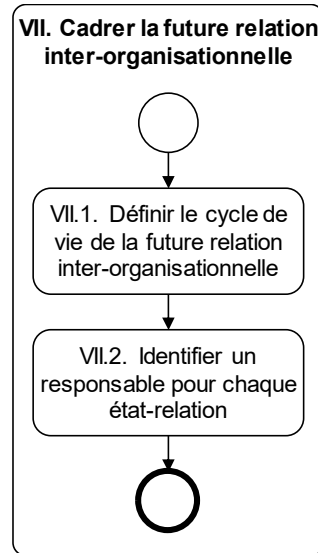 VII. Cadrer la future relation
inter-organisationnelle
VII.1. Définir le cycle de
vie de la future relation
inter-organisationnelle
VII.2. Identifier un
responsable pour chaque
état-relation